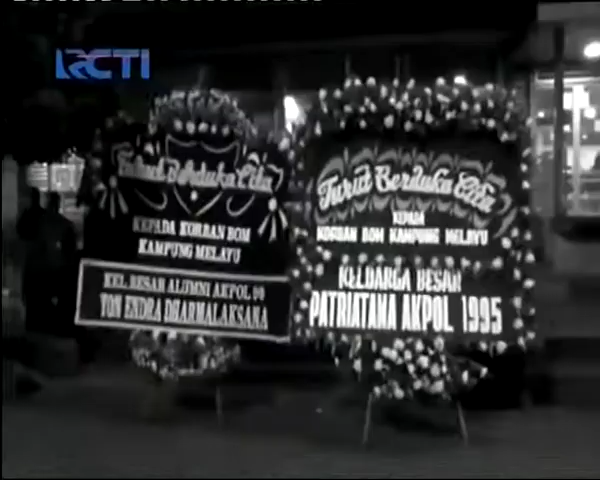 RCTI
Turut Berduka Cita
KEPADA KORBAN BOM
KAMPUNG MELAYU
KEL. BESAR ALUMNI AKPOL 90
TON ENDRA DHARMALAKSANA
Turut Berduka Cita
KEPADA
KORBAN BOM KAMPUNG MELAYU
KELUARGA BESAR
PATRIATAMA AKPOL 1995